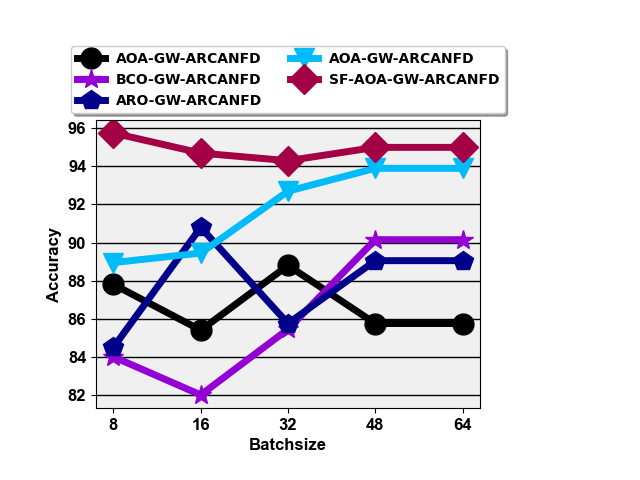 AOA-GW-ARCANFD
BCO-GW-ARCANFD
ARO-GW-ARCANFD
AOA-GW-ARCANFD
SF-AOA-GW-ARCANFD
96
94
92
90
88
86
84
82
Accuracy
8 16 32 48 64
Batchsize